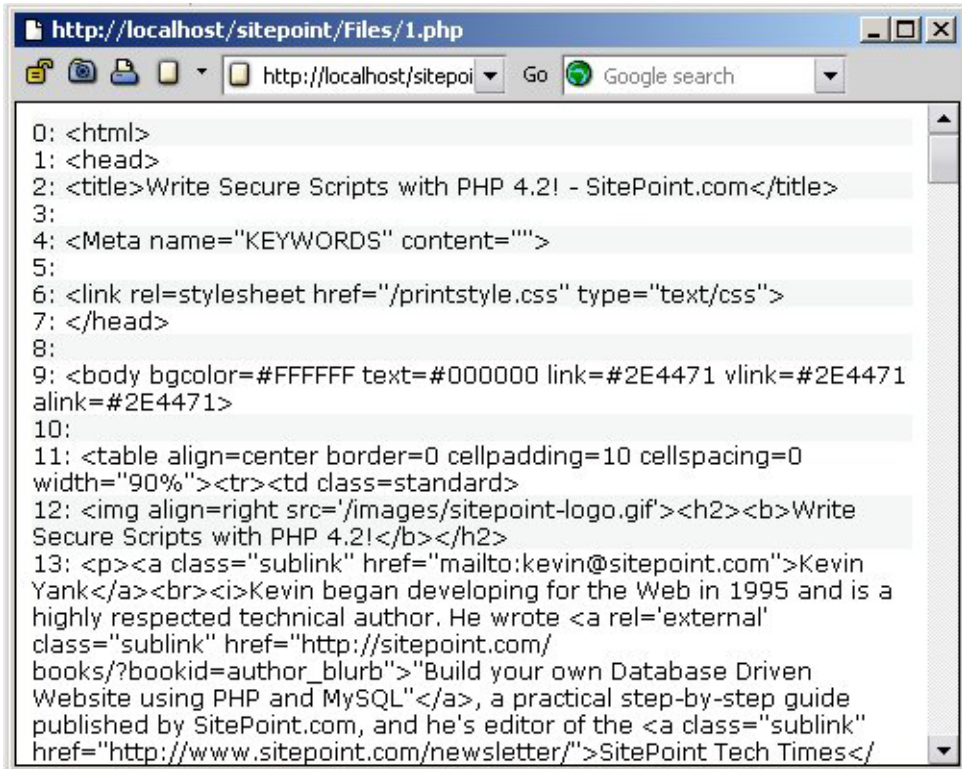 http://localhost/sitepoint/Files/1.php
http://localhost/sitepoi Go Google search
0: <html>
1: <head>
2: <title>Write Secure Scripts with PHP 4.2! - SitePoint.com</title>
3:
4: <Meta name="KEYWORDS" content="">
5:
6: <link rel=stylesheet href="/printstyle.css" type="text/css">
7: </head>
8:
9: <body bgcolor=#FFFFFF text=#000000 link=#2E4471 vlink=#2E4471
alink=#2E4471>
10:
11: <table align=center border=0 cellpadding=10 cellspacing=0
width="90%"><tr><td class=standard>
12: <img align=right src='/images/sitepoint-logo.gif'><h2><b>Write
Secure Scripts with PHP 4.2!</b></h2>
13: <p><a class="sublink" href="mailto:kevin@sitepoint.com">Kevin
Yank</a><br><i>Kevin began developing for the Web in 1995 and is a
highly respected technical author. He wrote <a rel='external'
class="sublink" href="http://sitepoint.com/
books/?bookid=author_blurb">"Build your own Database Driven
Website using PHP and MySQL"</a>, a practical step-by-step guide
published by SitePoint.com, and he's editor of the <a class="sublink"
href="http://www.sitepoint.com/newsletter/">SitePoint Tech Times</